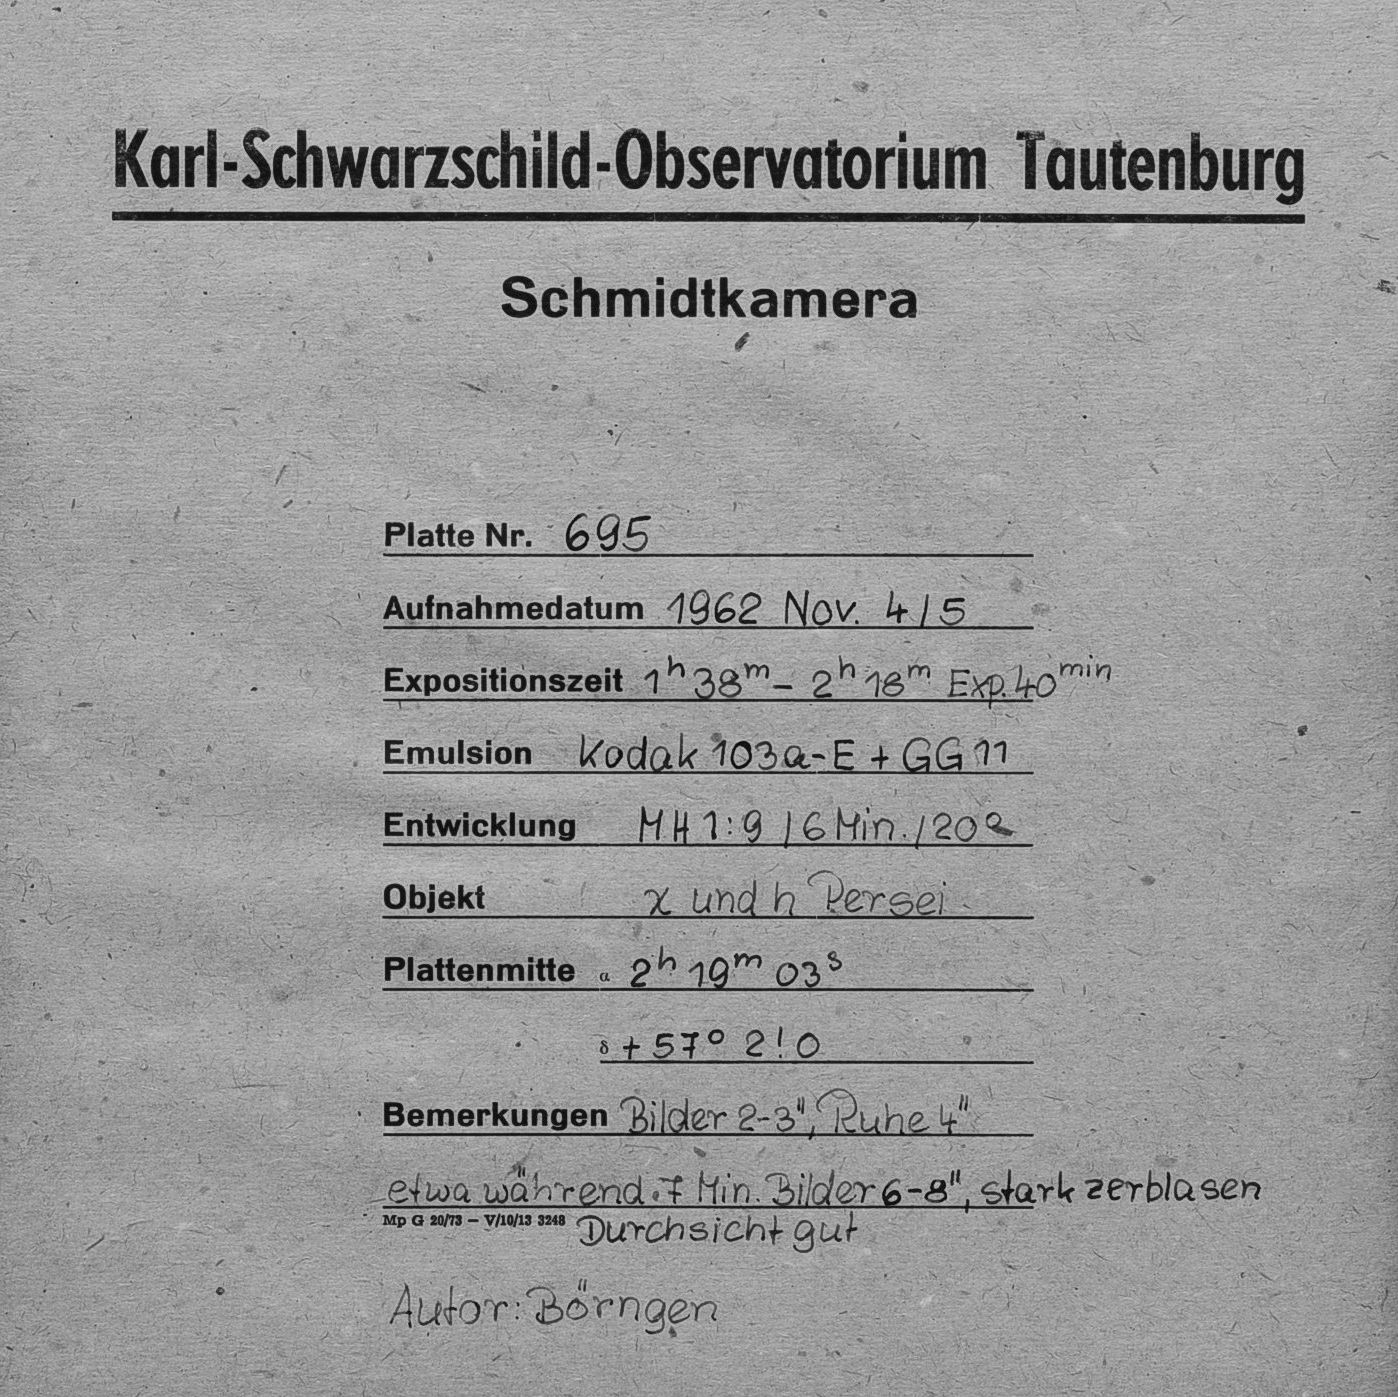 Karl-Schwarzschild-Observatorium Tautenburg
Schmidtkamera
Platte Nr. 695
Aufnahmedatum 1962 Nov. 4/5
Expositionszeit 1ʰ38ᵐ – 2ʰ18ᵐ Exp. 40ᵐⁱⁿ
Emulsion Kodak 103a-E + GG 11
Entwicklung MH 1:9 / 6 Min. / 20°
Objekt χ und h Persei
Plattenmitte α 2ʰ 19ᵐ 03ˢ
δ + 57° 2!0
Bemerkungen Bilder 2-3", Ruhe 4"
etwa während 7 Min. Bilder 6-8", stark zerblasen
Mp G 20/73 – V/10/13 3248 Durchsicht gut
Autor: Börngen